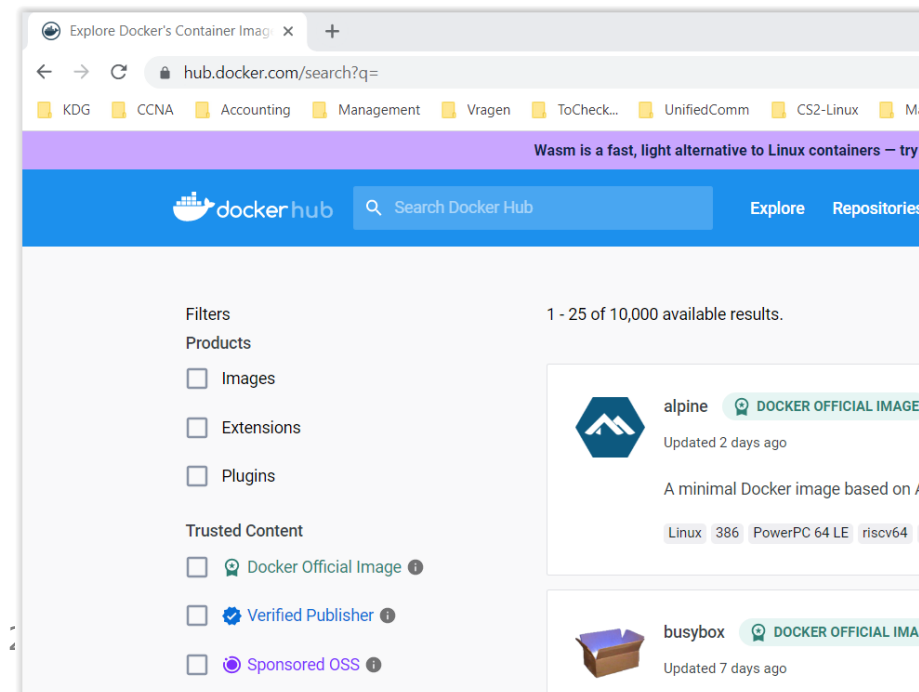 Explore Docker's Container Imag
hub.docker.com/search?q=
KDG CCNA Accounting Management Vragen ToCheck... UnifiedComm CS2-Linux
Wasm is a fast, light alternative to Linux containers — try
docker hub Search Docker Hub Explore Repositories
Filters
Products
Images
Extensions
Plugins
Trusted Content
Docker Official Image
Verified Publisher
Sponsored OSS
1 - 25 of 10,000 available results.
alpine DOCKER OFFICIAL IMAGE
Updated 2 days ago
A minimal Docker image based on
Linux 386 PowerPC 64 LE riscv64
busybox DOCKER OFFICIAL IMA
Updated 7 days ago